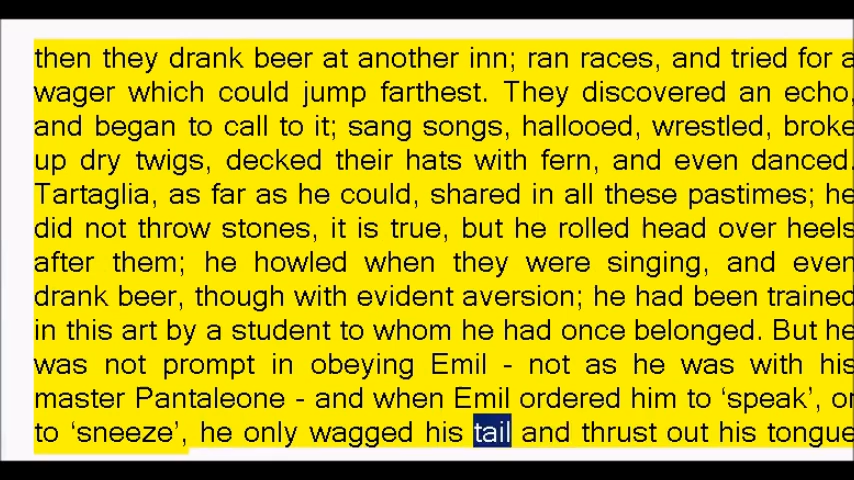 then they drank beer at another inn; ran races, and tried for a
wager which could jump farthest. They discovered an echo,
and began to call to it; sang songs, hallooed, wrestled, broke
up dry twigs, decked their hats with fern, and even danced.
Tartaglia, as far as he could, shared in all these pastimes; he
did not throw stones, it is true, but he rolled head over heels
after them; he howled when they were singing, and even
drank beer, though with evident aversion; he had been trained
in this art by a student to whom he had once belonged. But he
was not prompt in obeying Emil - not as he was with his
master Pantaleone - and when Emil ordered him to ‘speak’, or
to ‘sneeze’, he only wagged his tail and thrust out his tongue